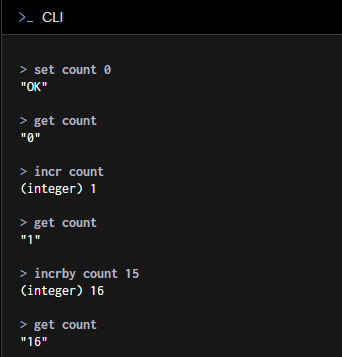 >_ CLI
> set count 0
"OK"
> get count
"0"
> incr count
(integer) 1
> get count
"1"
> incrby count 15
(integer) 16
> get count
"16"